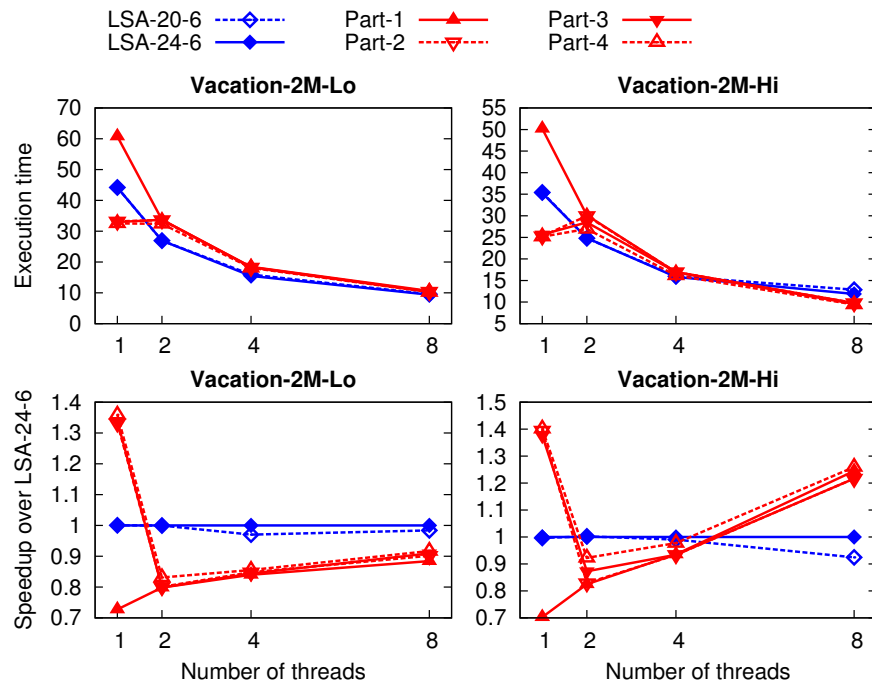 LSA-20-6 Part-1 Part-3
LSA-24-6 Part-2 Part-4
Vacation-2M-Lo
Execution time
70
60
50
40
30
20
10
0
1 2 4 8
Vacation-2M-Hi
55
50
45
40
35
30
25
20
15
10
5
1 2 4 8
Vacation-2M-Lo
Speedup over LSA-24-6
1.4
1.3
1.2
1.1
1
0.9
0.8
0.7
1 2 4 8
Number of threads
Vacation-2M-Hi
1.5
1.4
1.3
1.2
1.1
1
0.9
0.8
0.7
1 2 4 8
Number of threads